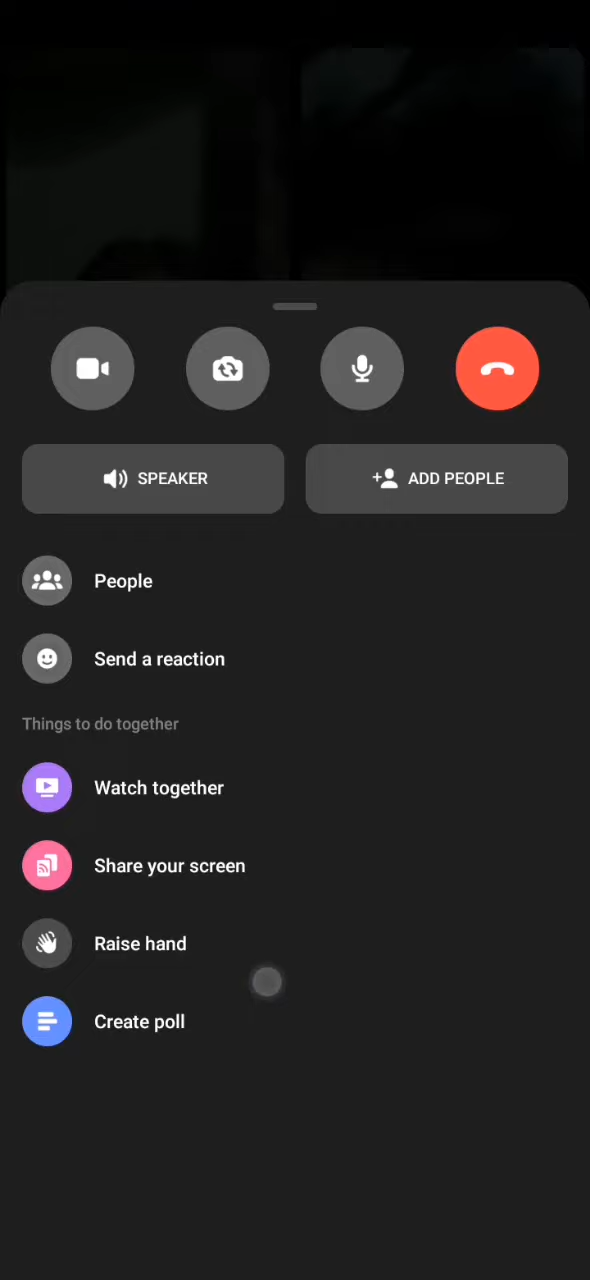 SPEAKER
ADD PEOPLE
People
Send a reaction
Things to do together
Watch together
Share your screen
Raise hand
Create poll